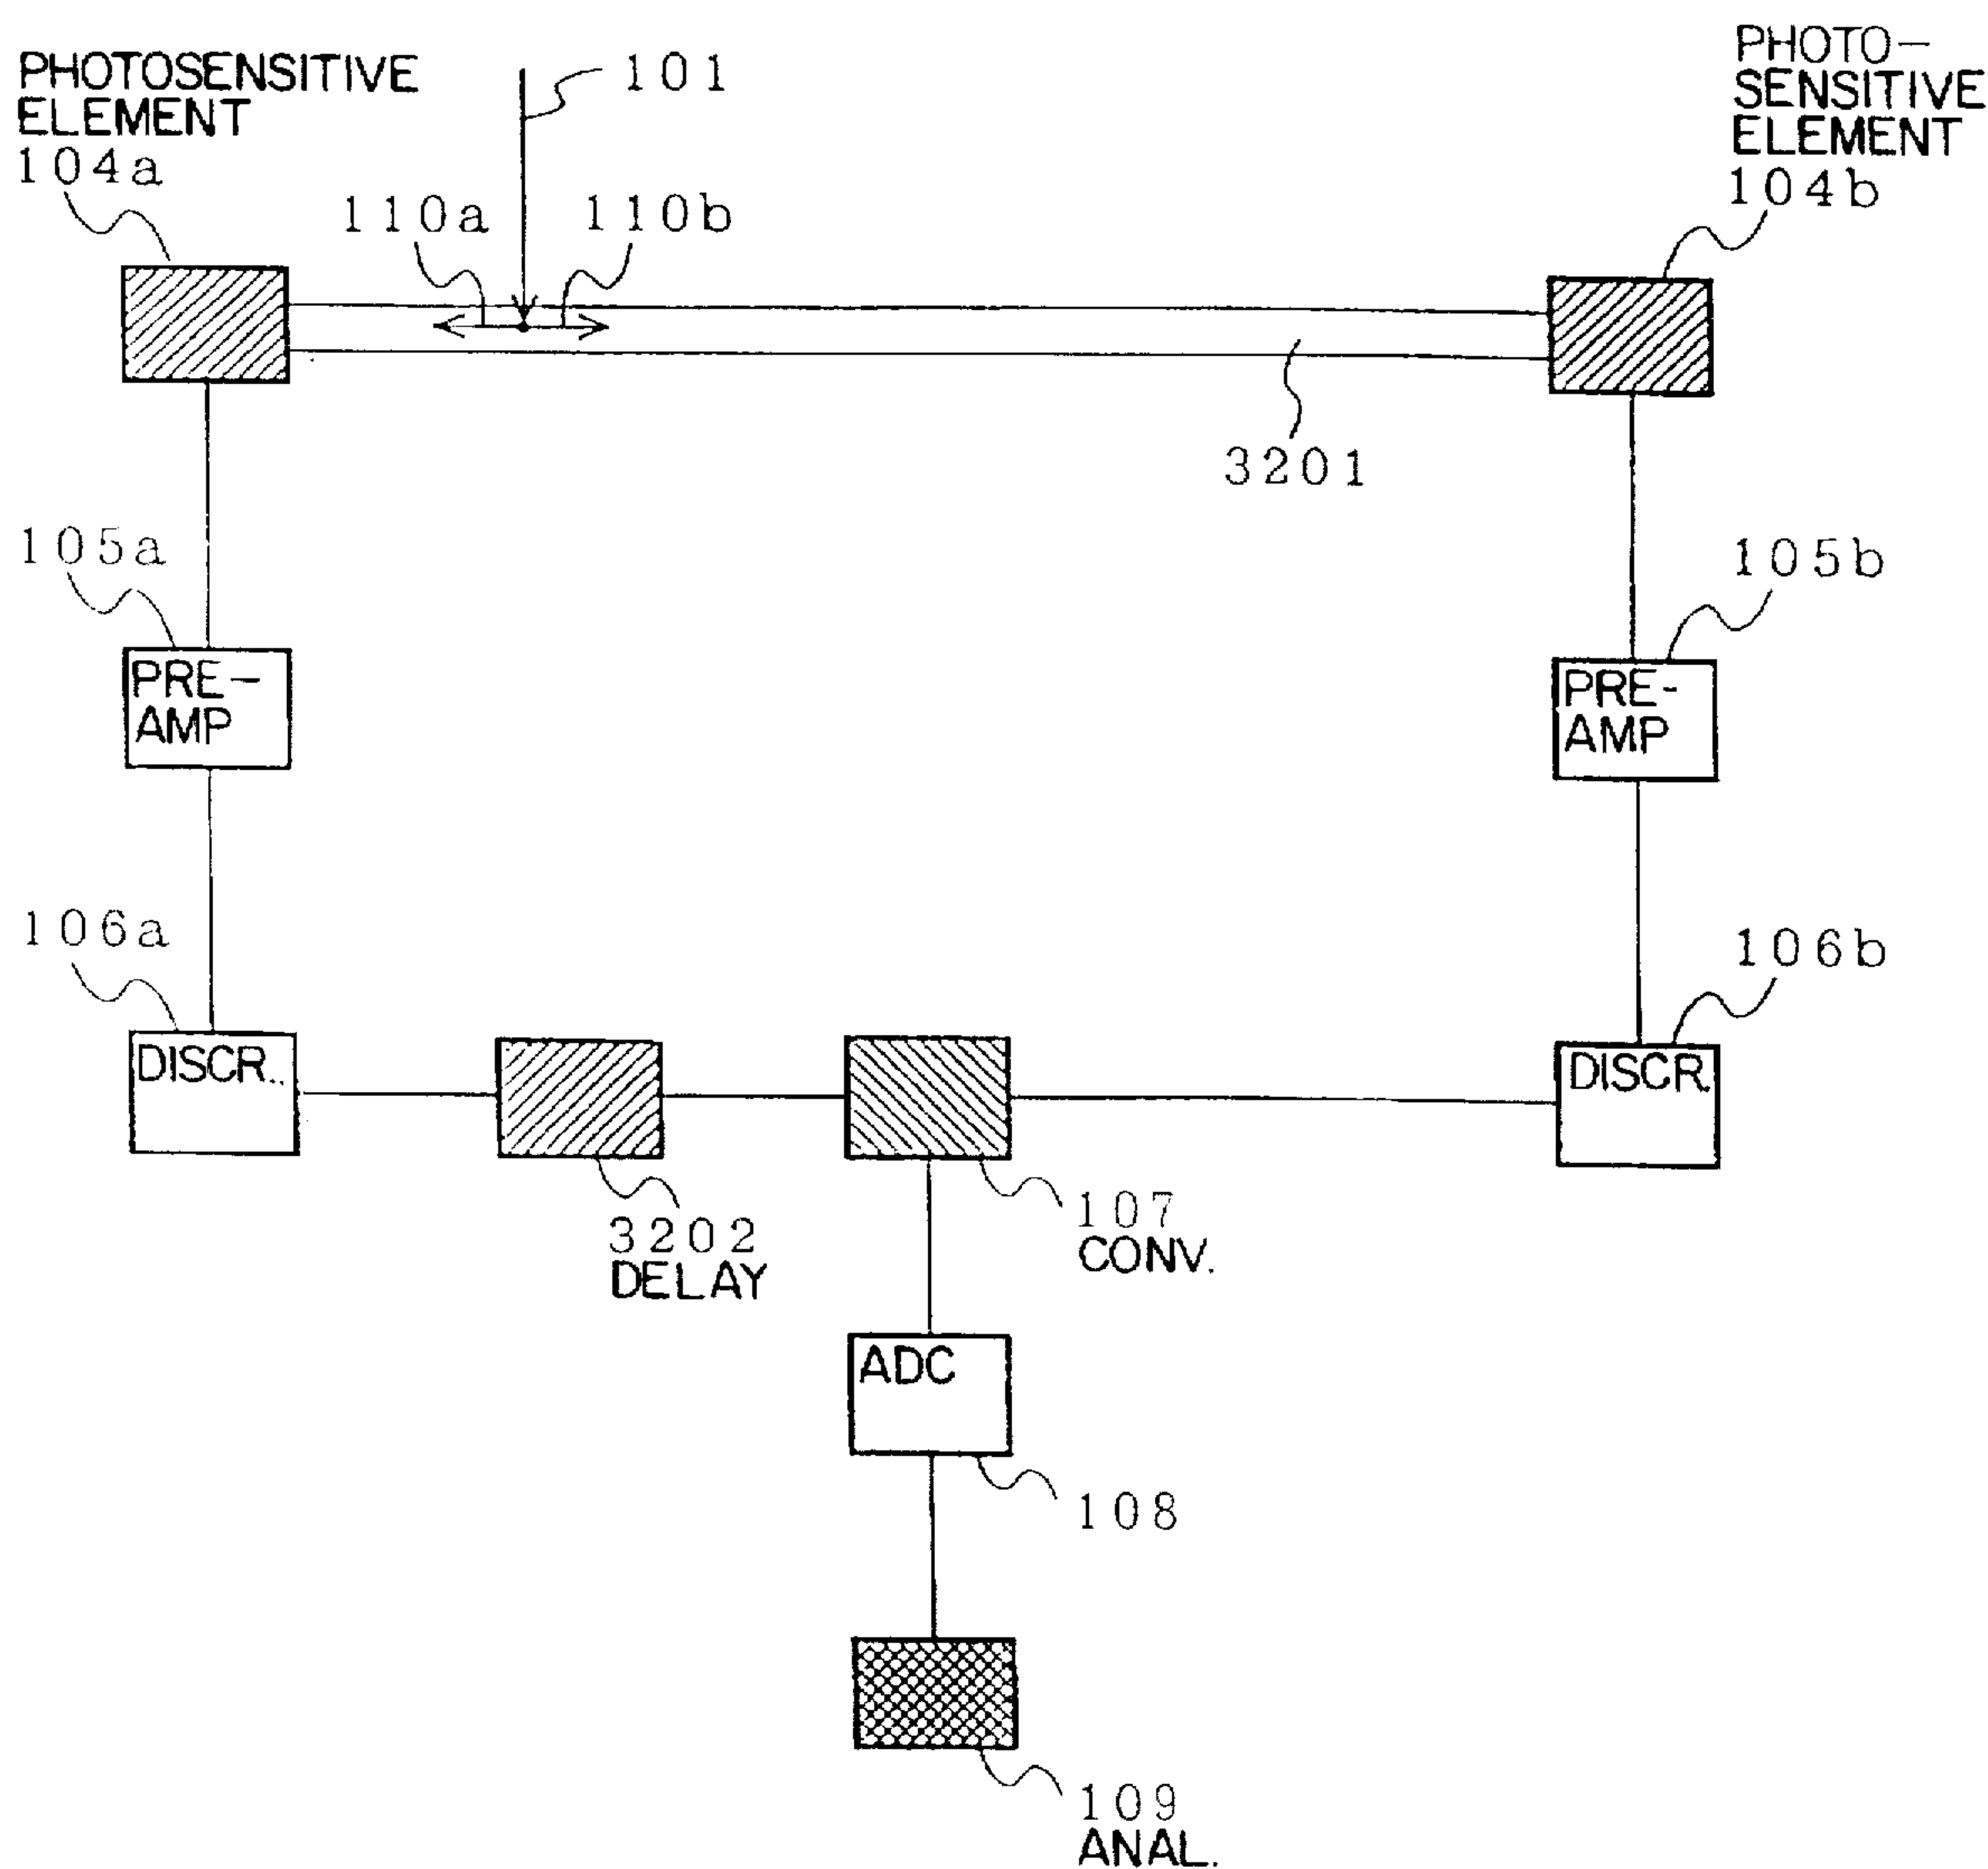 PHOTOSENSITIVE
ELEMENT
104a
101
PHOTO-
SENSITIVE
ELEMENT
104b
110a
110b
3201
105a
105b
PRE-
AMP
PRE-
AMP
106a
106b
DISCR..
DISCR.
3202
DELAY
107
CONV.
ADC
108
109
ANAL.